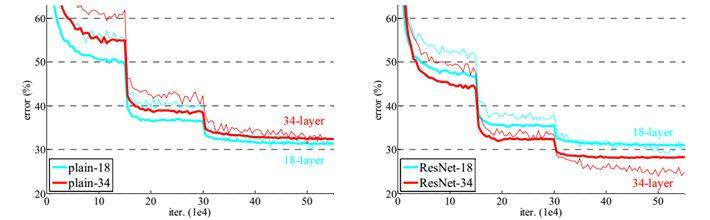 60
50
40
30
20
error (%)
0
10
20
30
40
50
iter. (1e4)
plain-18
plain-34
34-layer
18-layer
60
50
40
30
20
error (%)
0
10
20
30
40
50
iter. (1e4)
ResNet-18
ResNet-34
18-layer
34-layer